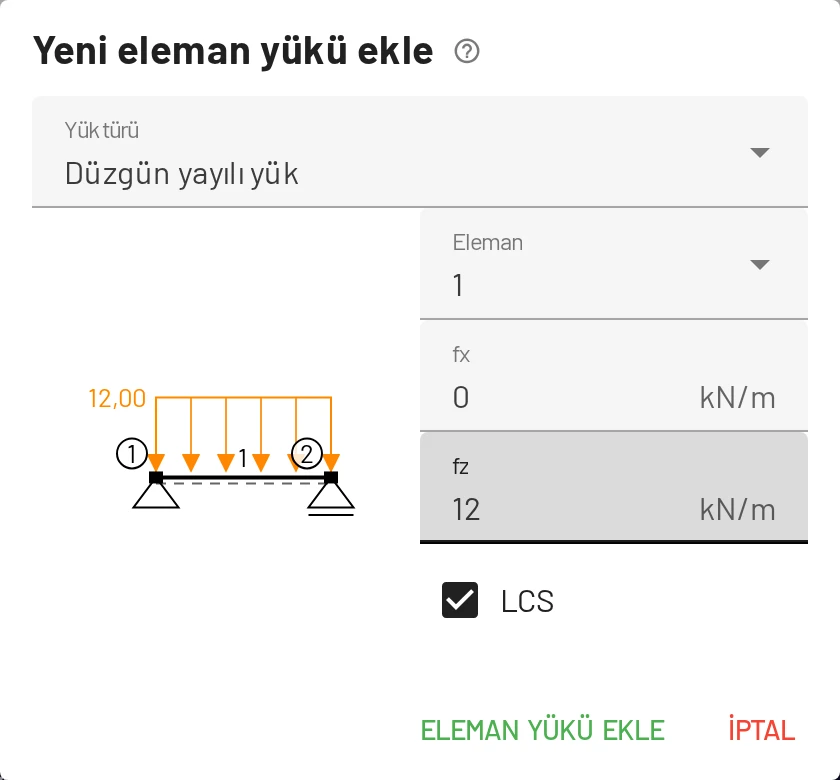 Yeni eleman yükü ekle ?
Yük türü
Düzgün yayılı yük
Eleman
1
fx
0 kN/m
fz
12 kN/m
LCS
12,00
1 1 2
ELEMAN YÜKÜ EKLE İPTAL